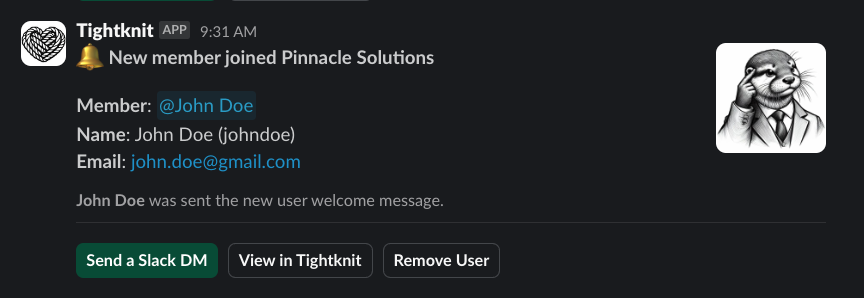 Tightknit APP 9:31 AM
New member joined Pinnacle Solutions
Member: @John Doe
Name: John Doe (johndoe)
Email: john.doe@gmail.com
John Doe was sent the new user welcome message.
Send a Slack DM View in Tightknit Remove User